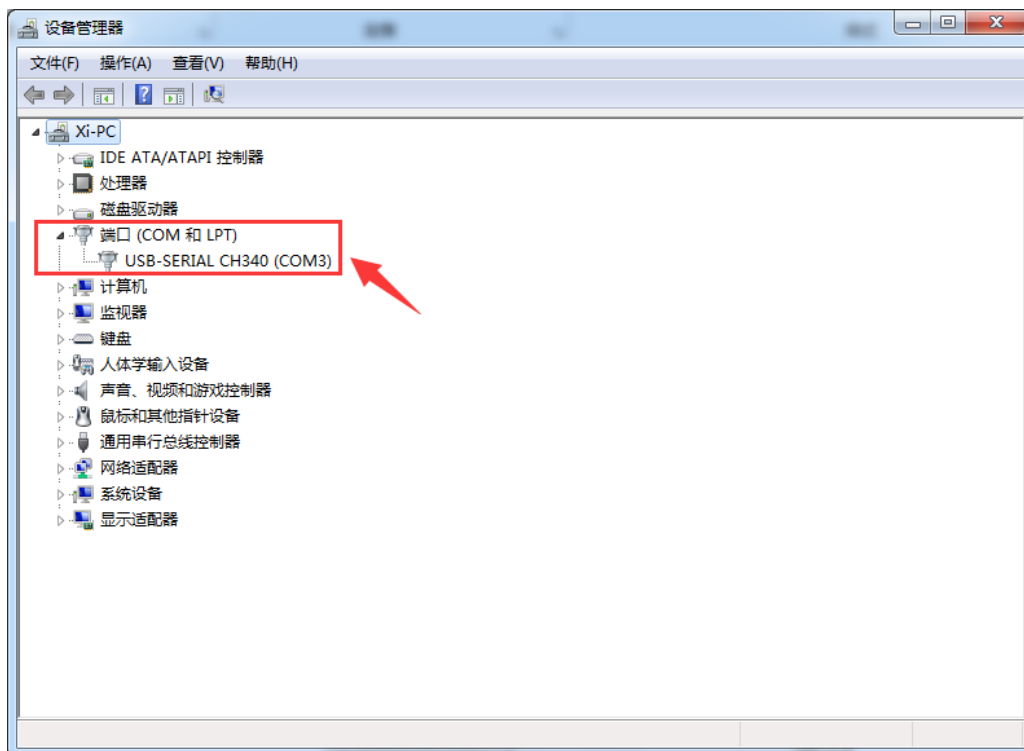 设备管理器
文件(F) 操作(A) 查看(V) 帮助(H)
Xi-PC
IDE ATA/ATAPI 控制器
处理器
磁盘驱动器
端口 (COM 和 LPT)
USB-SERIAL CH340 (COM3)
计算机
监视器
键盘
人体学输入设备
声音、视频和游戏控制器
鼠标和其他指针设备
通用串行总线控制器
网络适配器
系统设备
显示适配器